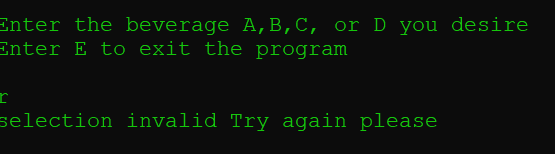 Enter the beverage A,B,C, or D you desire
Enter E to exit the program
r
selection invalid Try again please